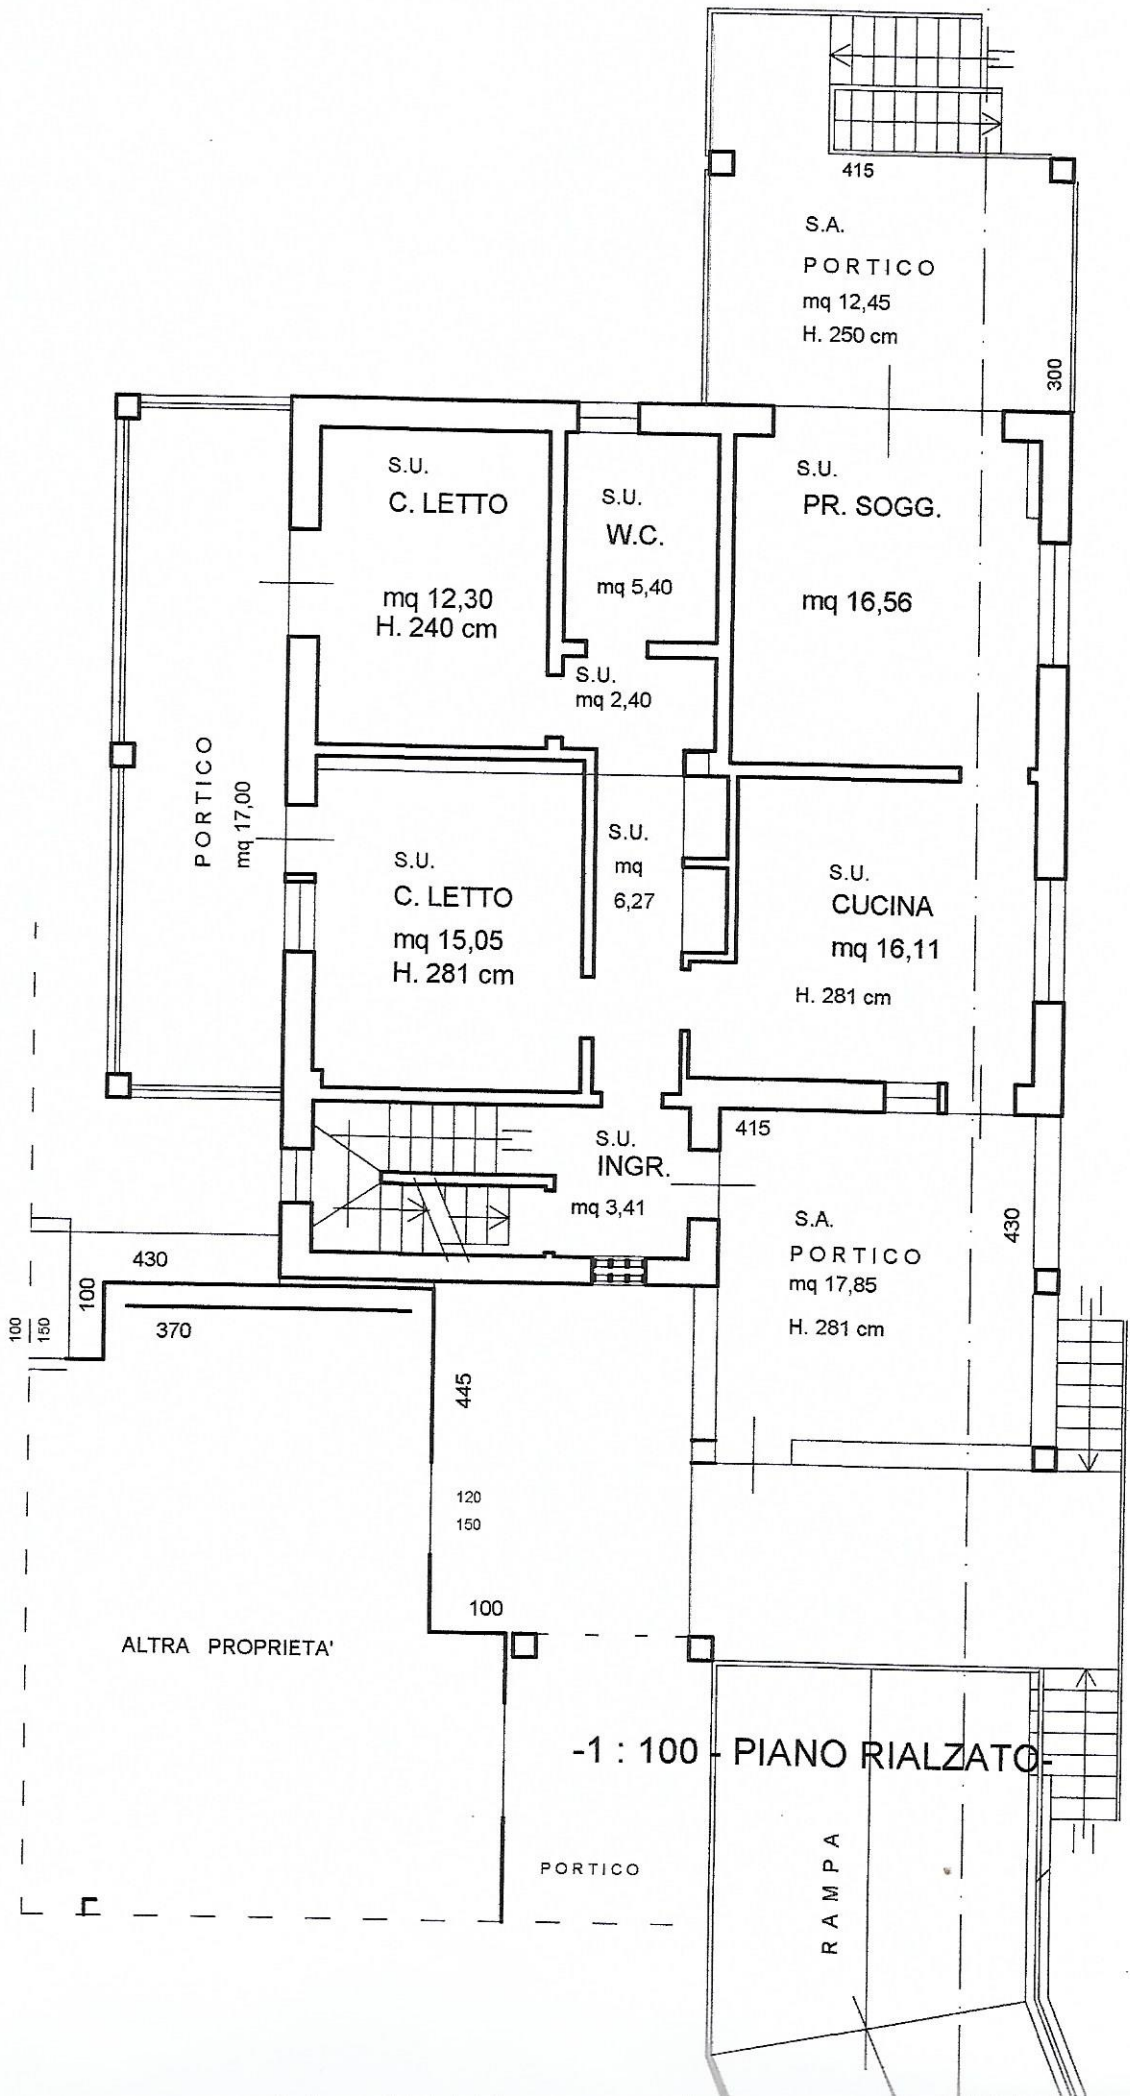 415
S.A.
PORTICO
mq 12,45
H. 250 cm
300
S.U.
C. LETTO
mq 12,30
H. 240 cm
S.U.
W.C.
mq 5,40
S.U.
PR. SOGG.
mq 16,56
S.U.
mq 2,40
PORTICO
mq 17,00
S.U.
C. LETTO
mq 15,05
H. 281 cm
S.U.
mq
6,27
S.U.
CUCINA
mq 16,11
H. 281 cm
S.U.
INGR.
mq 3,41
415
430
S.A.
PORTICO
mq 17,85
H. 281 cm
430
100
100
150
370
445
120
150
100
ALTRA PROPRIETA'
-1 : 100 - PIANO RIALZATO-
PORTICO
RAMPA